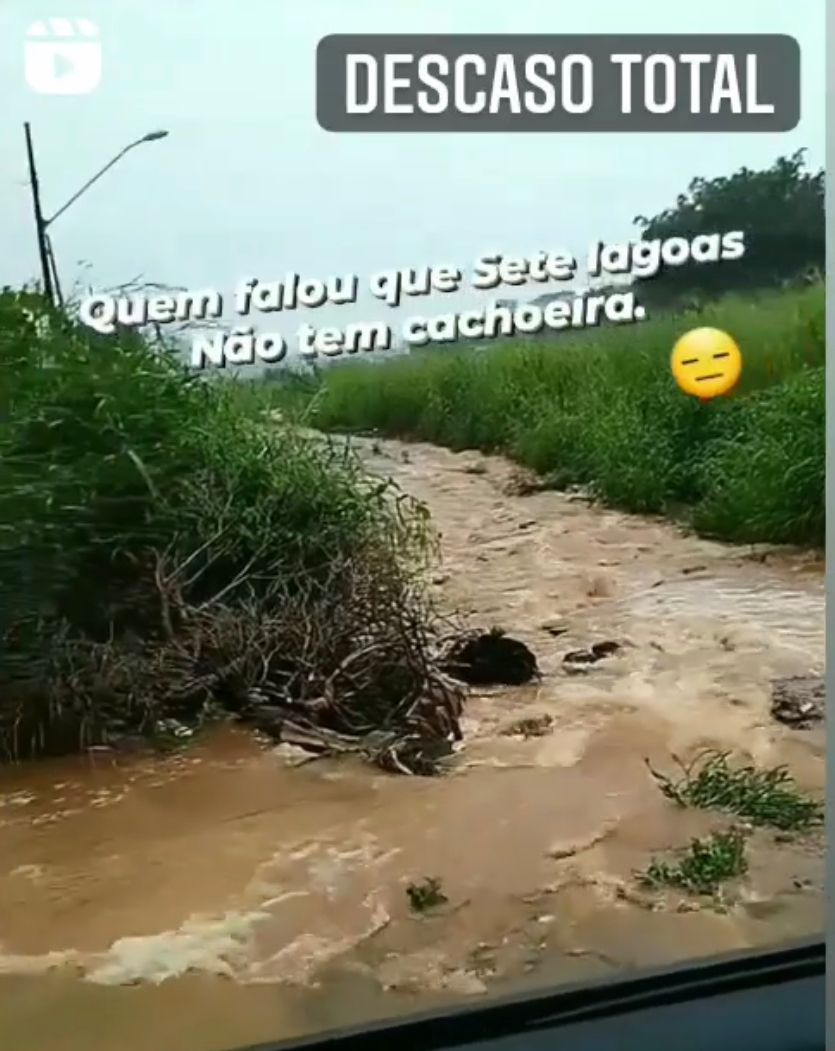 DESCASO TOTAL
Quem falou que Sete lagoas
Não tem cachoeira.